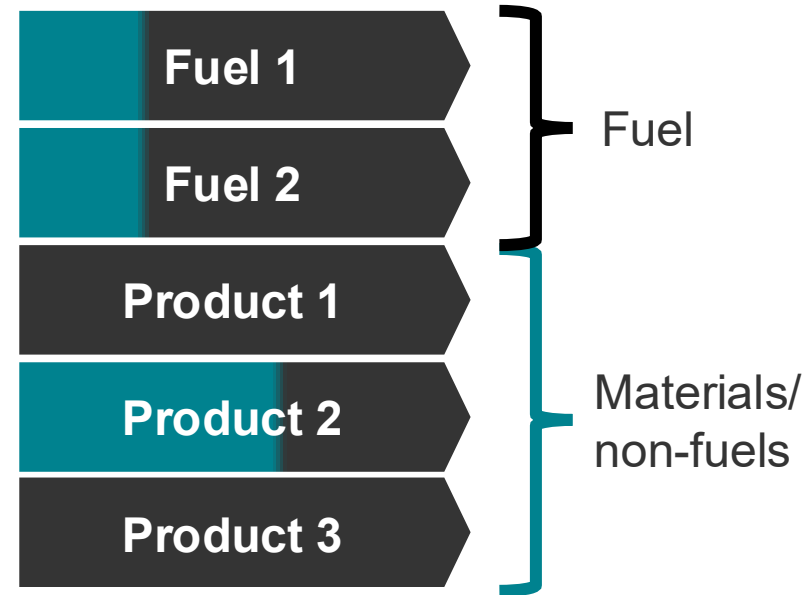 Fuel 1
Fuel 2
Fuel
Product 1
Product 2
Product 3
Materials/
non-fuels